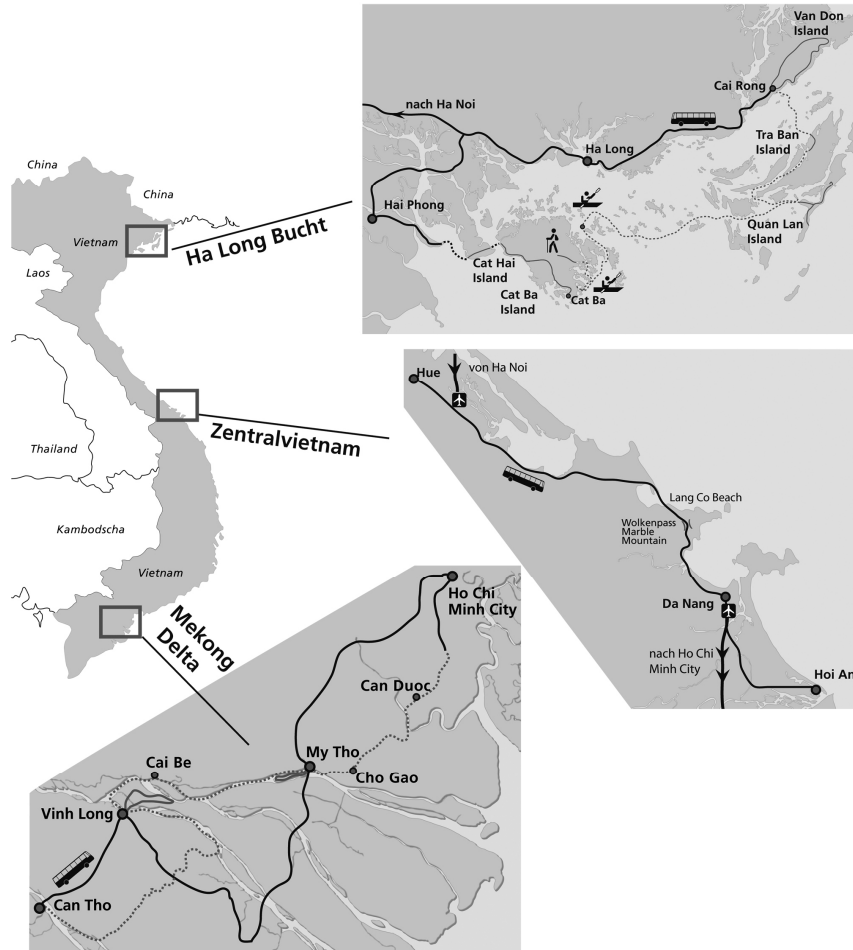 China
China
Vietnam
Laos
Thailand
Kambodscha
Vietnam
Ha Long Bucht
Zentralvietnam
Mekong
Delta
Van Don
Island
Cai Rong
nach Ha Noi
Ha Long
Tra Ban
Island
Hai Phong
Quan Lan
Island
Cat Hai
Island
Cat Ba
Island
Cat Ba
Hue
von Ha Noi
Lang Co Beach
Wolkenpass
Marble
Mountain
Da Nang
nach Ho Chi
Minh City
Hoi An
Ho Chi
Minh City
Can Duoc
My Tho
Cai Be
Cho Gao
Vinh Long
Can Tho